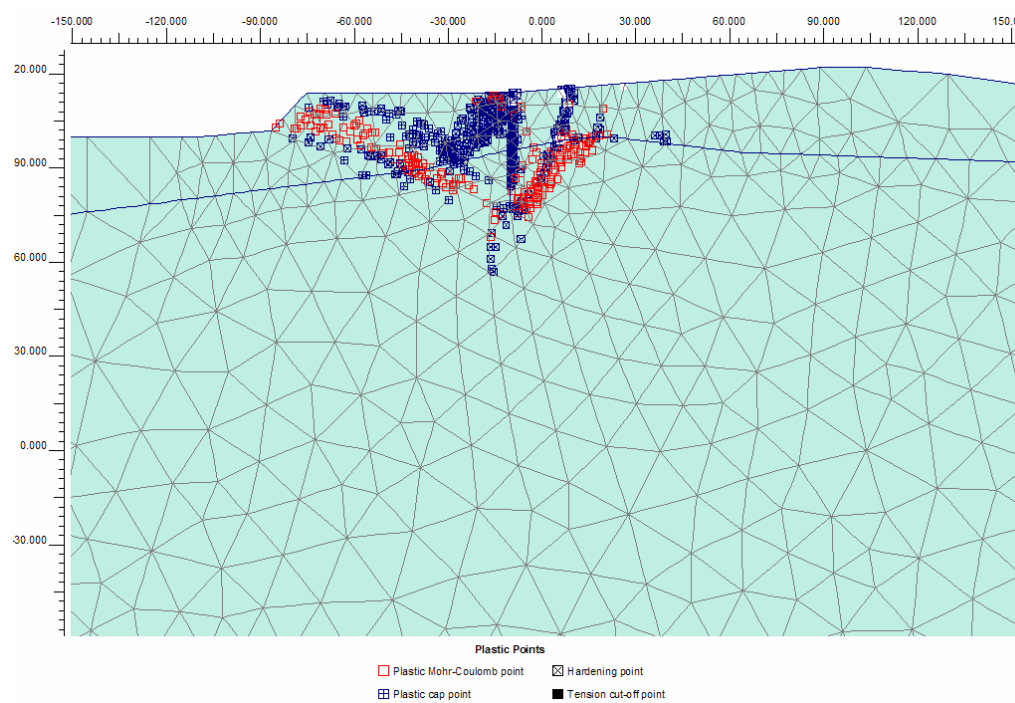 -150.000 -120.000 -90.000 -60.000 -30.000 0.000 30.000 60.000 90.000 120.000 150.
20.000
90.000
60.000
30.000
0.000
-30.000
Plastic Points
Plastic Mohr-Coulomb point Hardening point
Plastic cap point Tension cut-off point